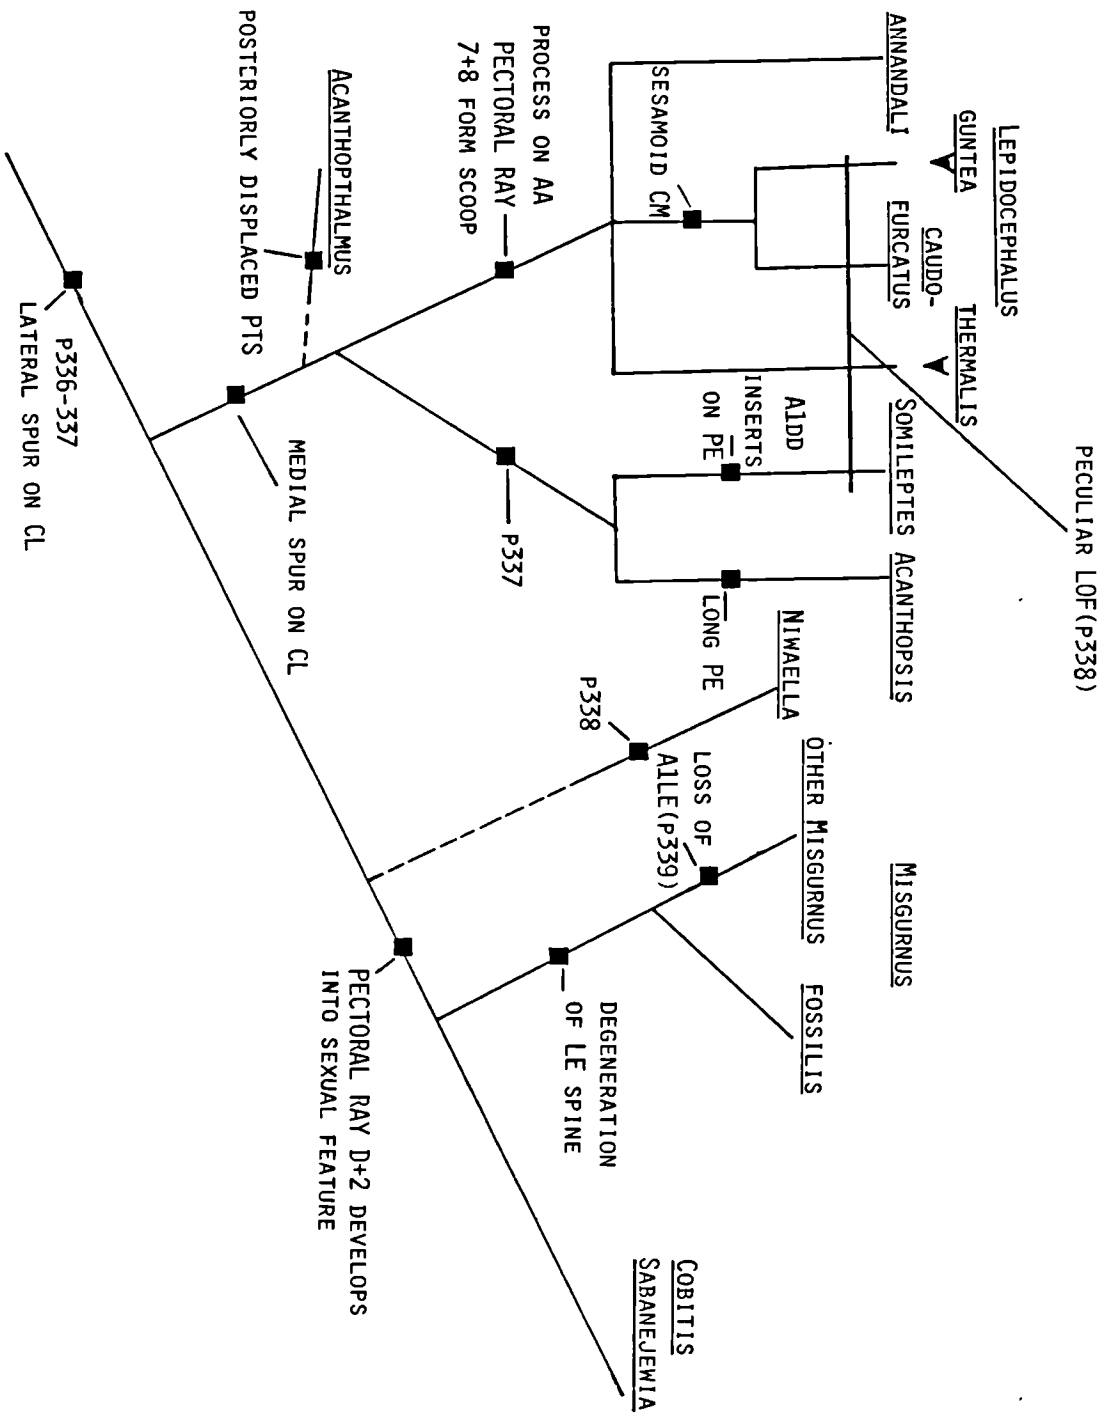 PECULIAR LOF(P338)
LEPIDOCEPHALUS
ANNANDALI
GUNTEA
CAUDO-
FURCATUS
THERMALIS
SOMILEPTES
ACANTHOPSIS
MISGURNUS
OTHER MISGURNUS
FOSSILIS
NIWAELLA
COBITIS
SABANEJEWIA
SESAMOID CM
A1DD
INSERTS
ON PE
LONG PE
LOSS OF
A1LE(P339)
P338
DEGENERATION
OF LE SPINE
PROCESS ON AA
PECTORAL RAY
7+8 FORM SCOOP
P337
ACANTHOPTHALMUS
POSTERIORLY DISPLACED PTS
MEDIAL SPUR ON CL
PECTORAL RAY D+2 DEVELOPS
INTO SEXUAL FEATURE
P336-337
LATERAL SPUR ON CL